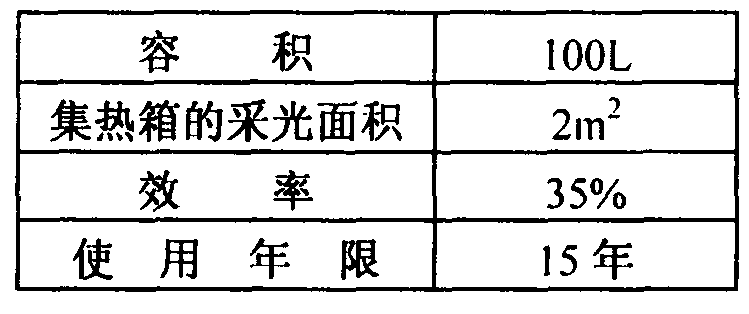 容 积 100L
集热箱的采光面积 2m²
效 率 35%
使 用 年 限 15年